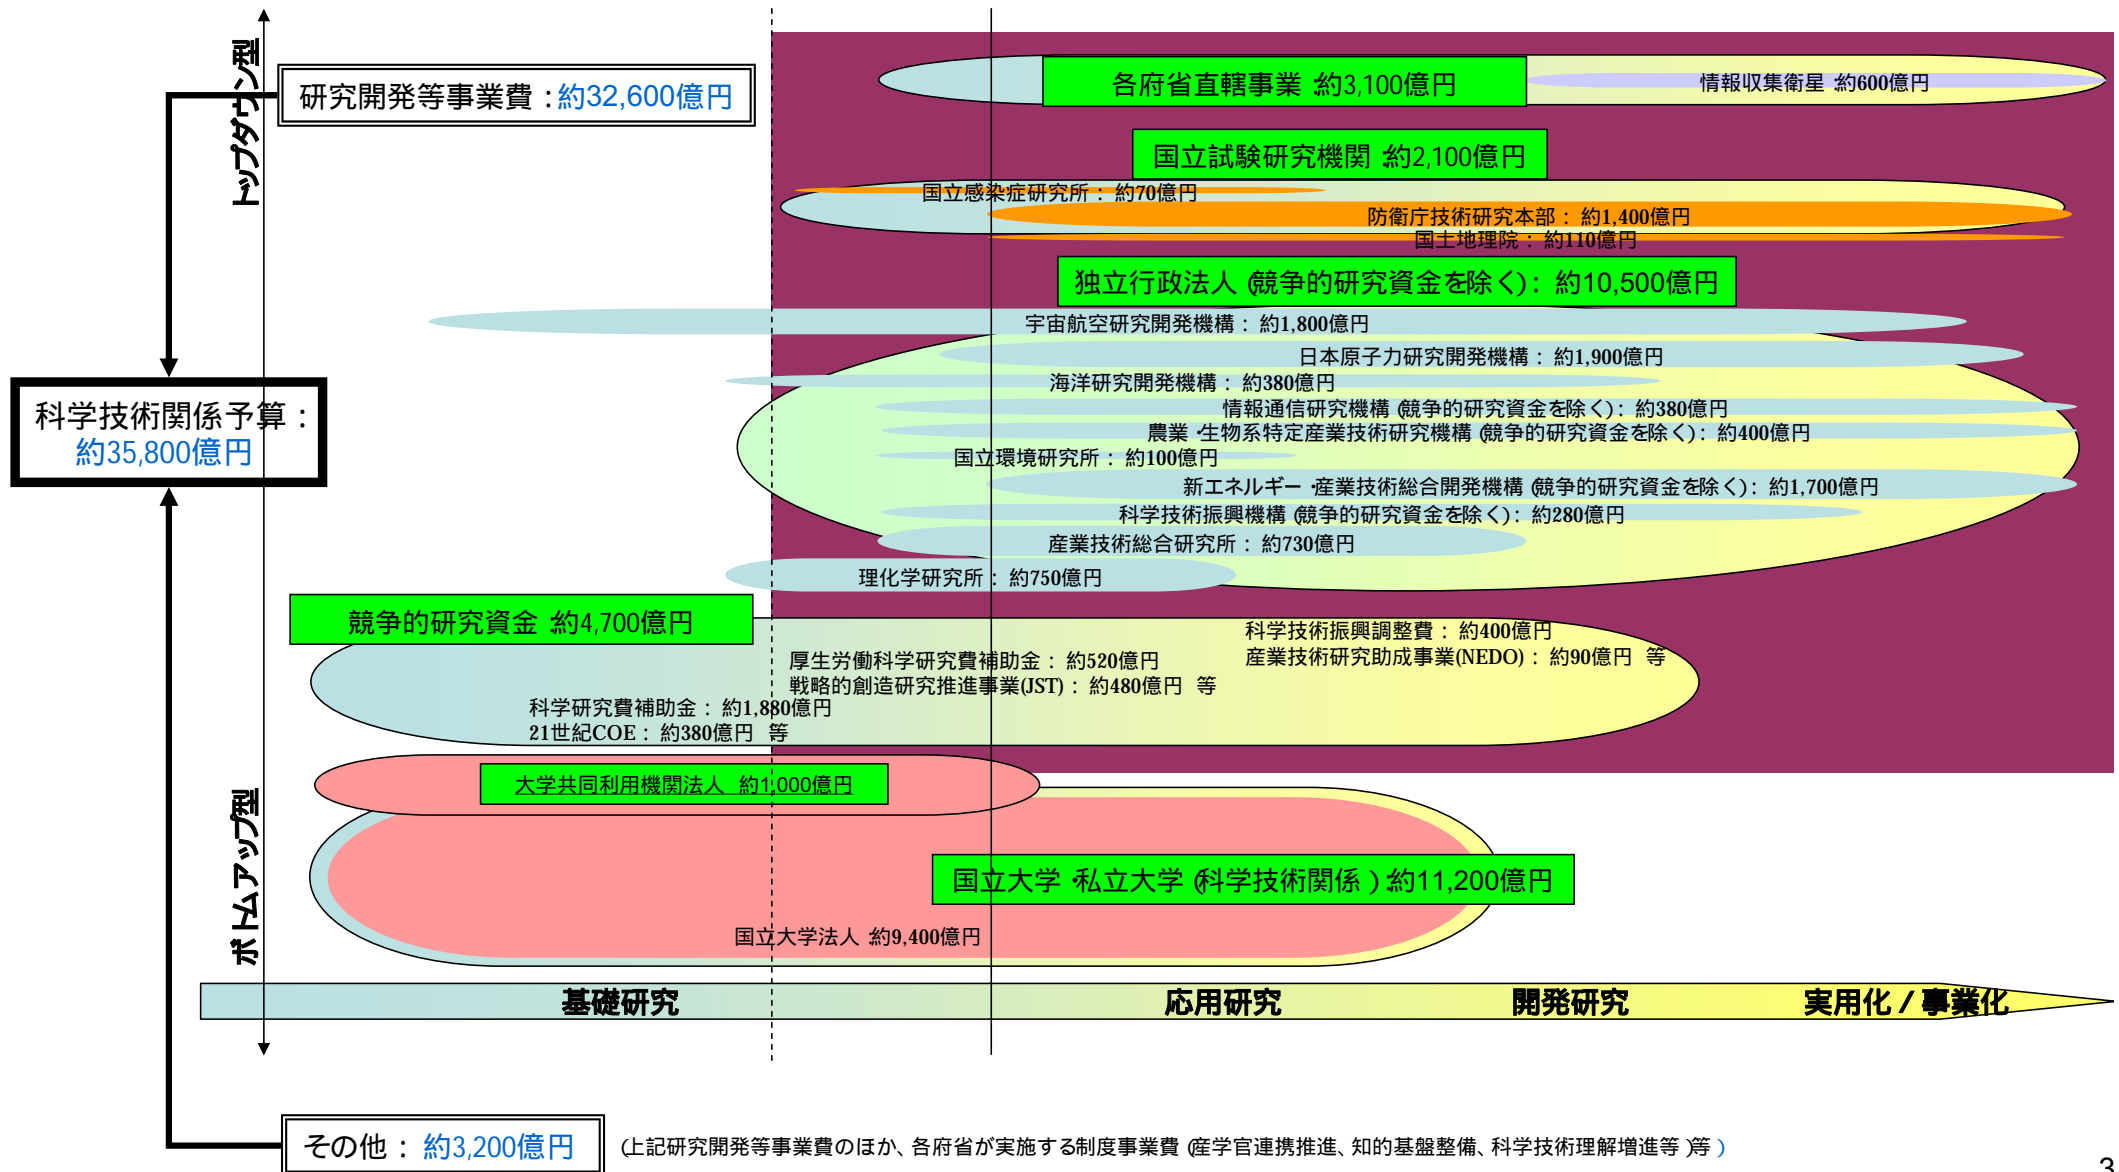 トップダウン型
研究開発等事業費：約32,600億円
各府省直轄事業：約3,100億円
情報収集衛星：約600億円
国立試験研究機関：約2,100億円
国立感染症研究所：約70億円
防衛庁技術研究本部：約1,400億円
国土地理院：約110億円
独立行政法人（競争的研究資金を除く）：約10,500億円
宇宙航空研究開発機構：約1,800億円
日本原子力研究開発機構：約1,900億円
海洋研究開発機構：約380億円
情報通信研究機構（競争的研究資金を除く）：約380億円
農業・生物系特定産業技術研究機構（競争的研究資金を除く）：約400億円
国立環境研究所：約100億円
新エネルギー・産業技術総合開発機構（競争的研究資金を除く）：約1,700億円
科学技術振興機構（競争的研究資金を除く）：約280億円
産業技術総合研究所：約730億円
理化学研究所：約750億円
科学技術関係予算：
約35,800億円
競争的研究資金：約4,700億円
科学技術振興調整費：約400億円
産業技術研究助成事業(NEDO)：約90億円 等
厚生労働科学研究費補助金：約520億円
戦略的創造研究推進事業(JST)：約480億円 等
科学研究費補助金：約1,880億円
21世紀COE：約380億円 等
大学共同利用機関法人 約1,000億円
ボトムアップ型
国立大学・私立大学（科学技術関係）：約11,200億円
国立大学法人：約9,400億円
基礎研究 応用研究 開発研究 実用化／事業化
その他：約3,200億円 （上記研究開発等事業費のほか、各府省が実施する制度事業費（産学官連携推進、知的基盤整備、科学技術理解増進等）等）
3